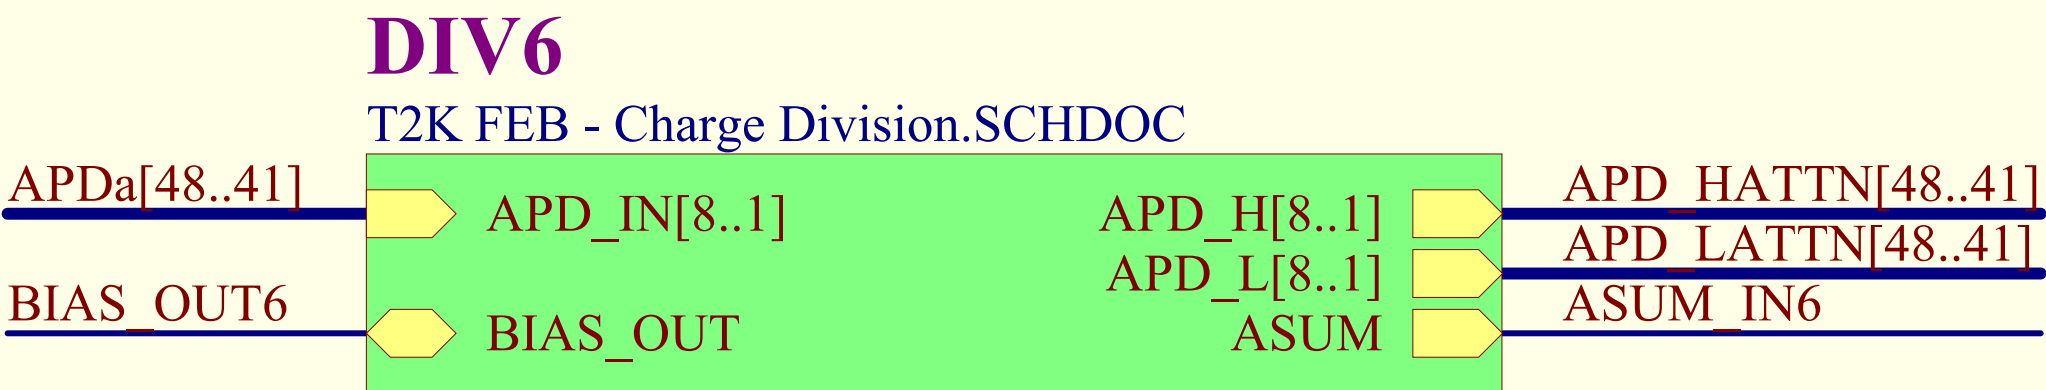 DIV6
T2K FEB - Charge Division.SCHDOC
APDa[48..41]
APD_IN[8..1]
APD_H[8..1]
APD_HATTN[48..41]
APD_L[8..1]
APD_LATTN[48..41]
BIAS_OUT6
BIAS_OUT
ASUM
ASUM_IN6